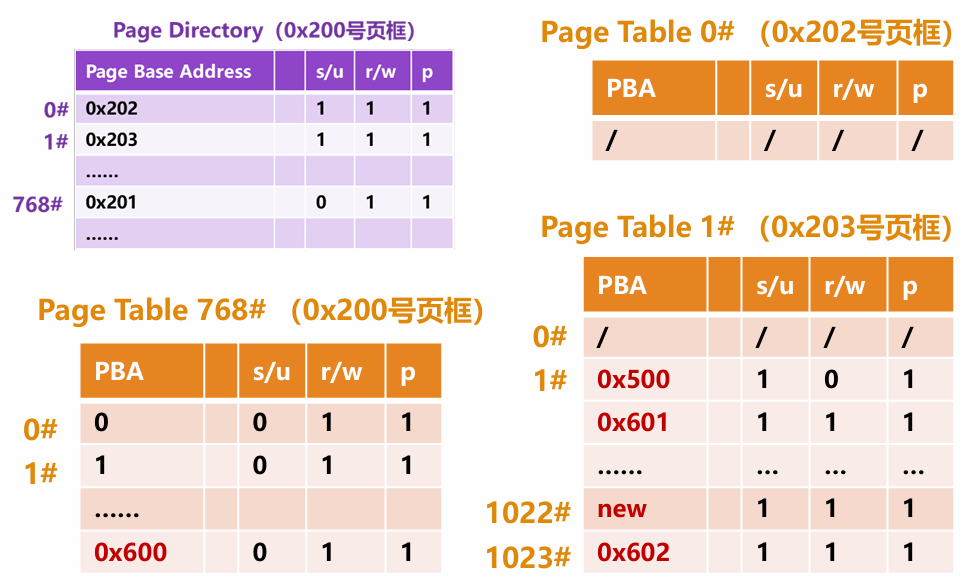 Page Directory（0x200号页框）
Page Base Address s/u r/w p
0# 0x202 1 1 1
1# 0x203 1 1 1
......
768# 0x201 0 1 1
......
Page Table 0# （0x202号页框）
PBA s/u r/w p
/ / / /
Page Table 768# （0x200号页框）
PBA s/u r/w p
0# 0 0 1 1
1# 1 0 1 1
......
0x600 0 1 1
Page Table 1# （0x203号页框）
PBA s/u r/w p
0# / / / /
1# 0x500 1 0 1
0x601 1 1 1
...... ... ... ...
1022# new 1 1 1
1023# 0x602 1 1 1